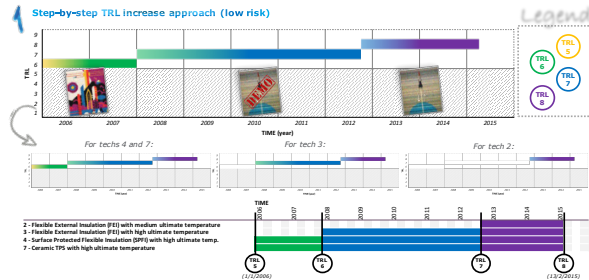 1 Step-by-step TRL increase approach (low risk)
Legend
9
8
7
6
5
4
3
2
1
TRL
DEMO
2006 2007 2008 2009 2010 2011 2012 2013 2014 2015
TIME (year)
TRL 5
TRL 6
TRL 7
TRL 8
For techs 4 and 7:
For tech 3:
For tech 2:
TIME
2006 2007 2008 2009 2010 2011 2012 2013 2014 2015
2 - Flexible External Insulation (FEI) with medium ultimate temperature
3 - Flexible External Insulation (FEI) with high ultimate temperature
4 - Surface Protected Flexible Insulation (SPFI) with high ultimate temp.
7 - Ceramic TPS with high ultimate temperature
TRL 5
TRL 6
TRL 7
TRL 8
(1/1/2006)
(13/2/2015)